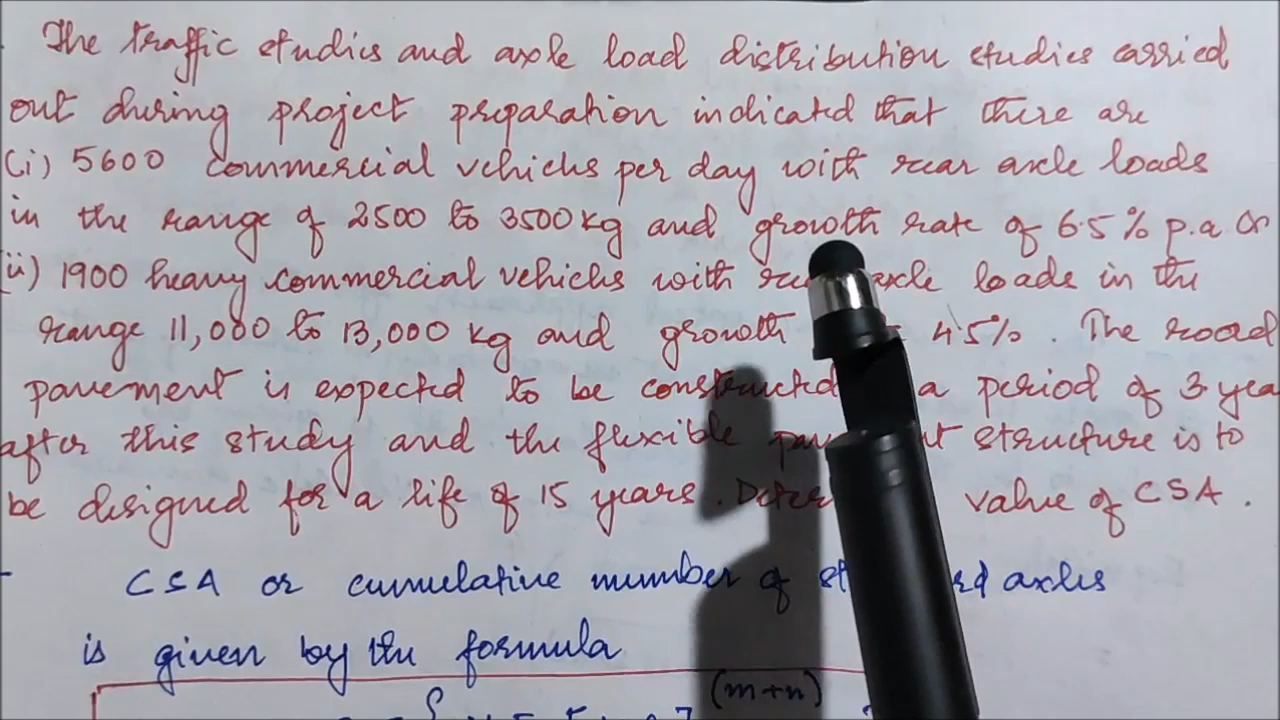 The traffic studies and axle load distribution studies carried
out during project preparation indicated that there are
(i) 5600 commercial vehicles per day with rear axle loads
in the range of 2500 to 3500 kg and growth rate of 6.5% p.a or
(ii) 1900 heavy commercial vehicles with axle loads in the
range 11,000 to 13,000 kg and growth 4.5%. The road
pavement is expected to be constructed a period of 3 yea
after this study and the flexible structure is to
be designed for a life of 15 years. value of CSA.
CSA or cumulative number of axles
is given by the formula
(m+n)